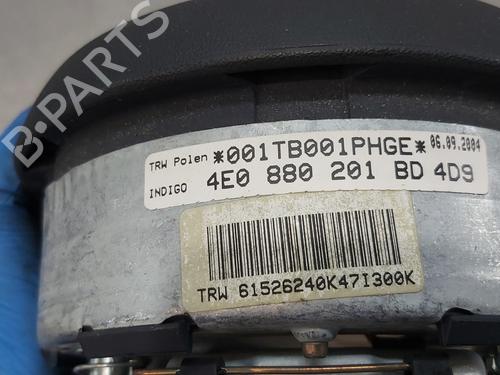 B-PARTS
TRW Polen *001TB001PHGE* 06.09.2004
INDIGO 4E0 880 201 BD 4D9
TRW 61526240K47I300K